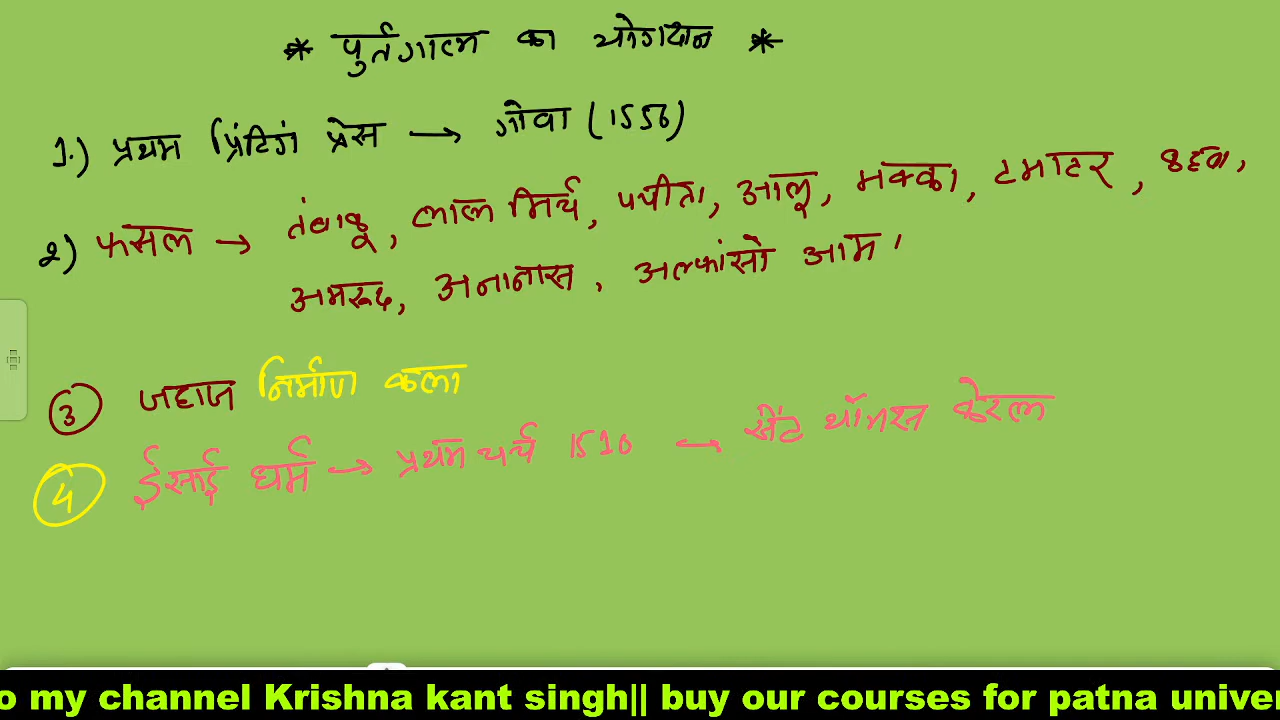 * पुर्तगाल का योगदान *
1.) प्रथम प्रिंटिंग प्रेस → गोवा (1556)
2) फसल → तंबाकू, लाल मिर्च, पपीता, आलू, मक्का, टमाटर,
अमरूद, अनानास, अल्फांसो आम
3 जहाज निर्माण कला
4 ईसाई धर्म → प्रथम चर्च 1510 → सेंट थॉमस केरल
o my channel Krishna kant singh|| buy our courses for patna univer